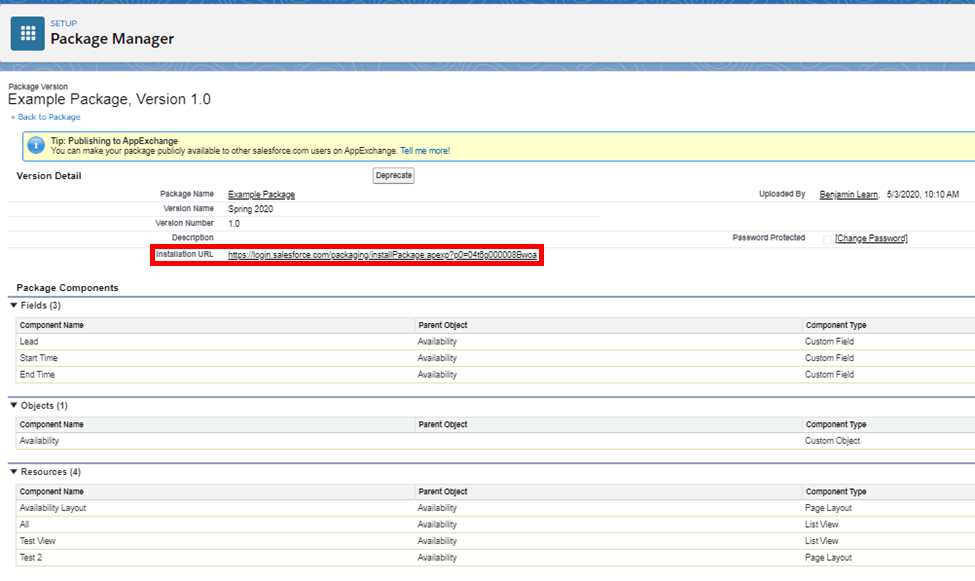 SETUP
Package Manager
Package Version
Example Package, Version 1.0
« Back to Package
i Tip: Publishing to AppExchange
You can make your package publicly available to other salesforce.com users on AppExchange. Tell me more!
Version Detail Deprecate
Package Name Example Package Uploaded By Benjamin Learn, 5/3/2020, 10:10 AM
Version Name Spring 2020
Version Number 1.0
Description Password Protected [Change Password]
Installation URL https://login.salesforce.com/packaging/installPackage.apexp?p0=04t6g000008Bwoa
Package Components
Fields (3)
Component Name Parent Object Component Type
Lead Availability Custom Field
Start Time Availability Custom Field
End Time Availability Custom Field
Objects (1)
Component Name Parent Object Component Type
Availability Custom Object
Resources (4)
Component Name Parent Object Component Type
Availability Layout Availability Page Layout
All Availability List View
Test View Availability List View
Test 2 Availability Page Layout